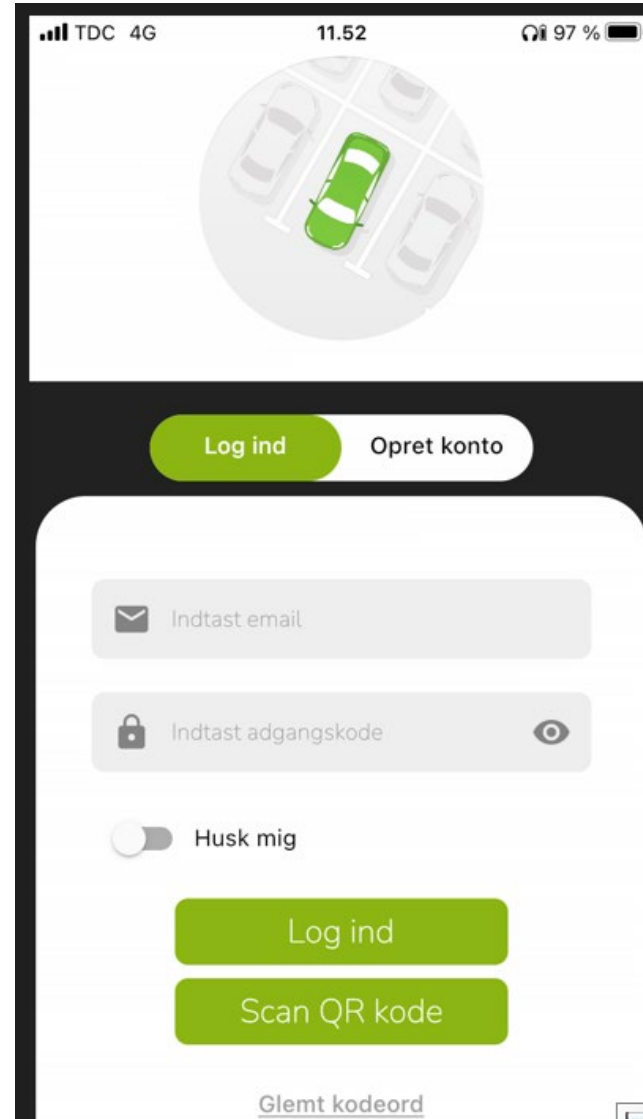 TDC 4G 11.52 97 %
Log ind Opret konto
Indtast email
Indtast adgangskode
Husk mig
Log ind
Scan QR kode
Glemt kodeord